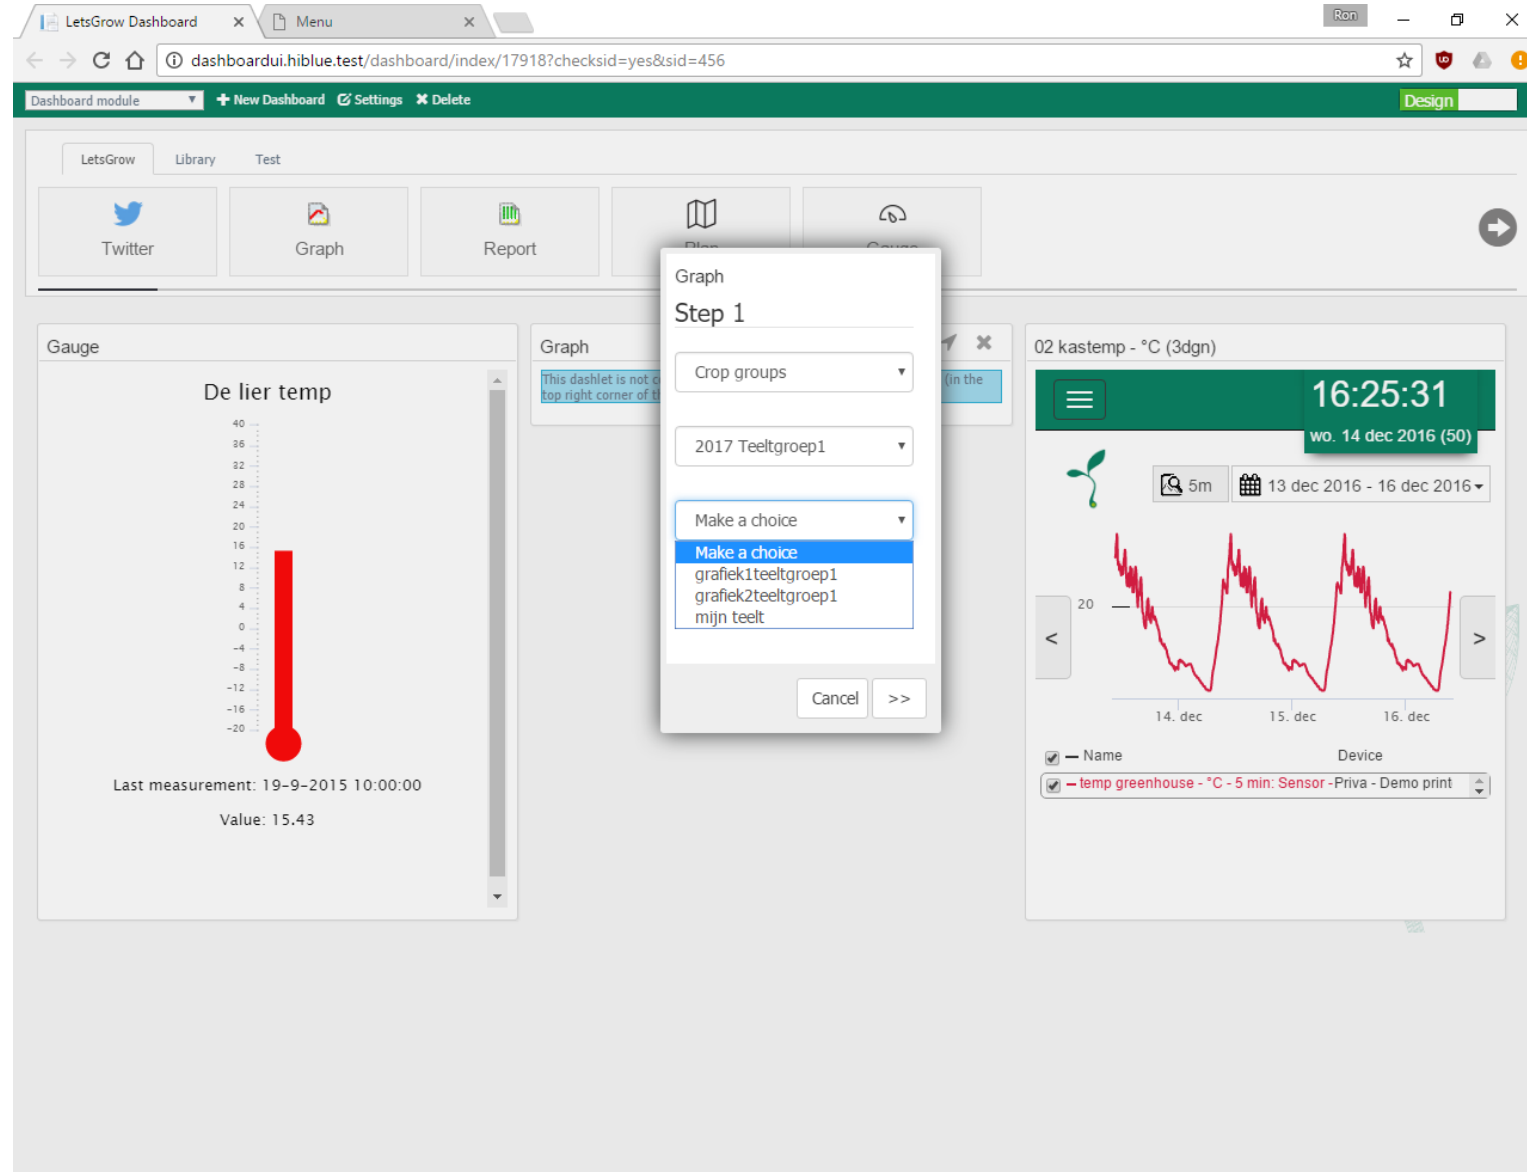 LetsGrow Dashboard
Menu
Ron
dashboardui.hiblue.test/dashboard/index/17918?checksid=yes&sid=456
Dashboard module
New Dashboard
Settings
Delete
Design
LetsGrow
Library
Test
Twitter
Graph
Report
Plan
Gauge
Gauge
De lier temp
40
36
32
28
24
20
16
12
8
4
0
-4
-8
-12
-16
-20
Last measurement: 19-9-2015 10:00:00
Value: 15.43
Graph
This dashlet is not
(in the
top right corner of
Graph
Step 1
Crop groups
2017 Teeltgroep1
Make a choice
Make a choice
grafiek1teeltgroep1
grafiek2teeltgroep1
mijn teelt
Cancel
>>
02 kastemp - °C (3dgn)
16:25:31
wo. 14 dec 2016 (50)
5m
13 dec 2016 - 16 dec 2016
20
<
>
14. dec
15. dec
16. dec
Name
Device
temp greenhouse - °C - 5 min: Sensor - Priva - Demo print